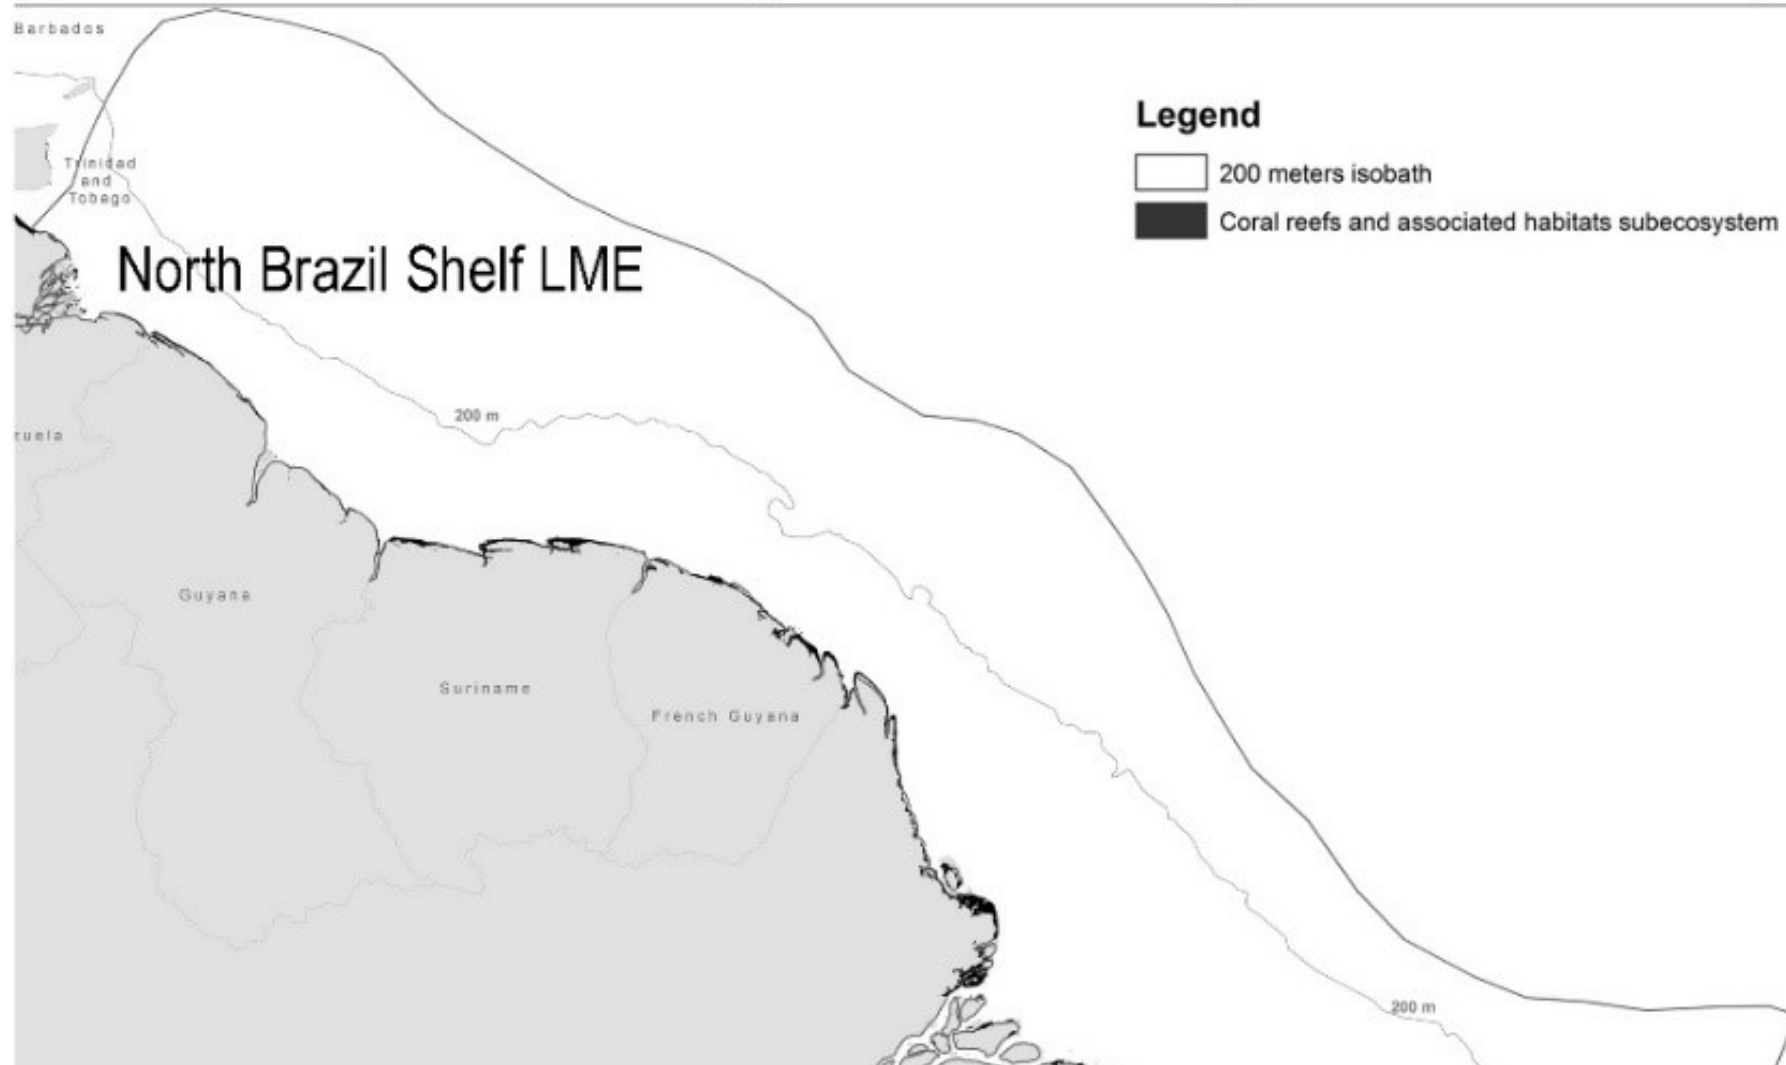 Barbados
Legend
200 meters isobath
Trinidad
and
Tobago
Coral reefs and associated habitats subecosystem
North Brazil Shelf LME
200 m
zuela
Guyana
Suriname
French Guyana
200 m